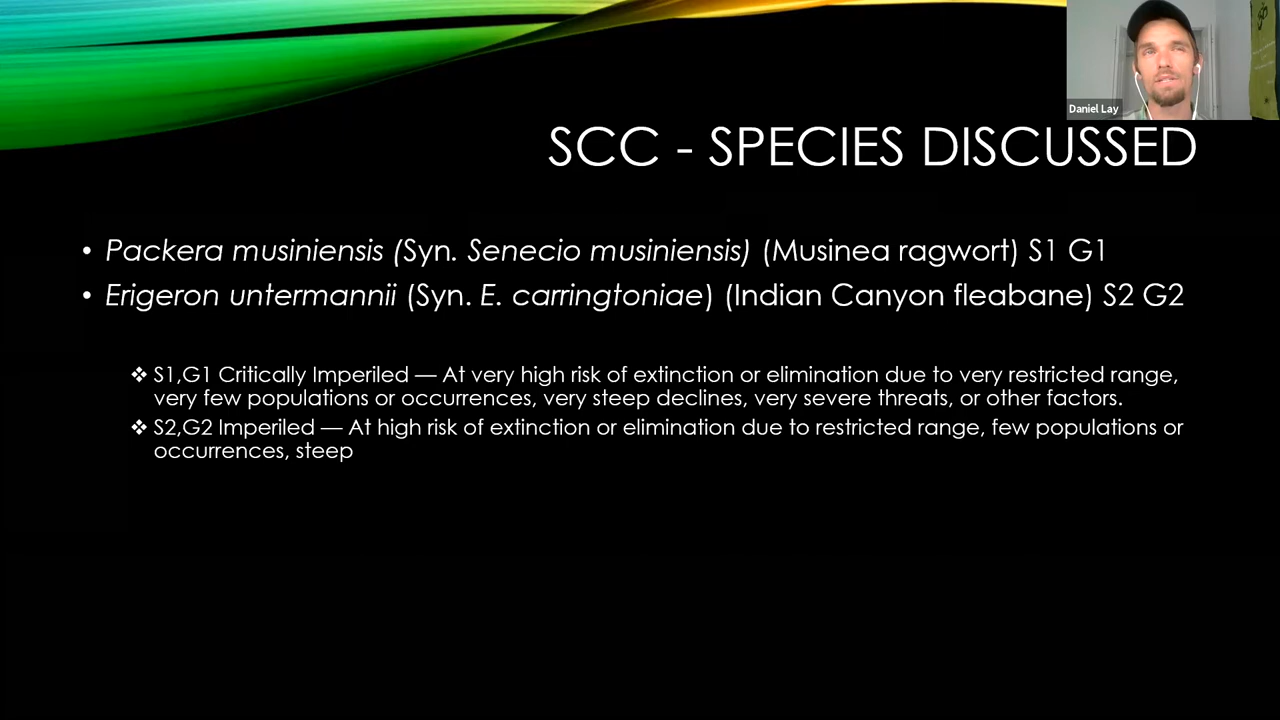 Daniel Lay
SCC - SPECIES DISCUSSED
• Packera musiniensis (Syn. Senecio musiniensis) (Musinea ragwort) S1 G1
• Erigeron untermannii (Syn. E. carringtoniae) (Indian Canyon fleabane) S2 G2
❖ S1,G1 Critically Imperiled — At very high risk of extinction or elimination due to very restricted range,
very few populations or occurrences, very steep declines, very severe threats, or other factors.
❖ S2,G2 Imperiled — At high risk of extinction or elimination due to restricted range, few populations or
occurrences, steep